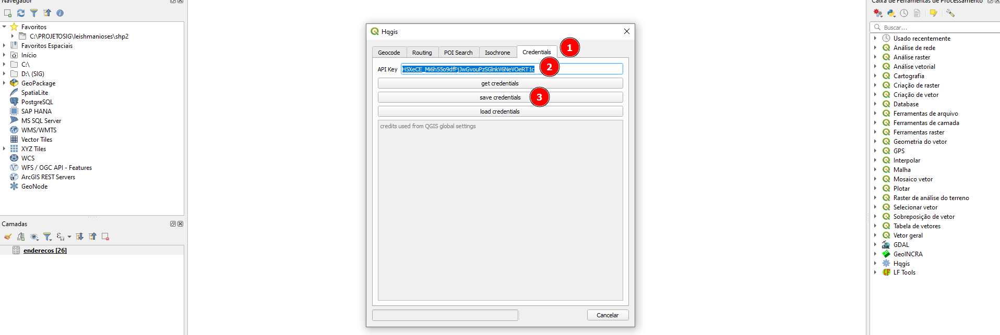 Navegador
Favoritos
C:\PROJETOSIG\leishmanioses\shp2
Favoritos Espaciais
Início
C:\
D:\ (SIG)
GeoPackage
SpatiaLite
PostgreSQL
SAP HANA
MS SQL Server
WMS/WMTS
Vector Tiles
XYZ Tiles
WCS
WFS / OGC API - Features
ArcGIS REST Servers
GeoNode
Camadas
enderecos [26]
Hqgis
Geocode
Routing
POI Search
Isochrone
Credentials
1
API Key
H5XeCE_Mi6h55o9dfFjJwGvouPzSGlnkV6NeVOeRT1c
2
get credentials
save credentials
3
load credentials
credits used from QGIS global settings
Cancelar
Caixa de Ferramentas de Processamento
Buscar...
Usado recentemente
Análise de rede
Análise raster
Análise vetorial
Cartografia
Criação de raster
Criação de vetor
Database
Ferramentas de arquivo
Ferramentas de camada
Ferramentas raster
Geometria do vetor
GPS
Interpolar
Malha
Mosaico vetor
Plotar
Raster de análise do terreno
Selecionar vetor
Sobreposição de vetor
Tabela de vetores
Vetor geral
GDAL
GeoINCRA
Hqgis
LF Tools